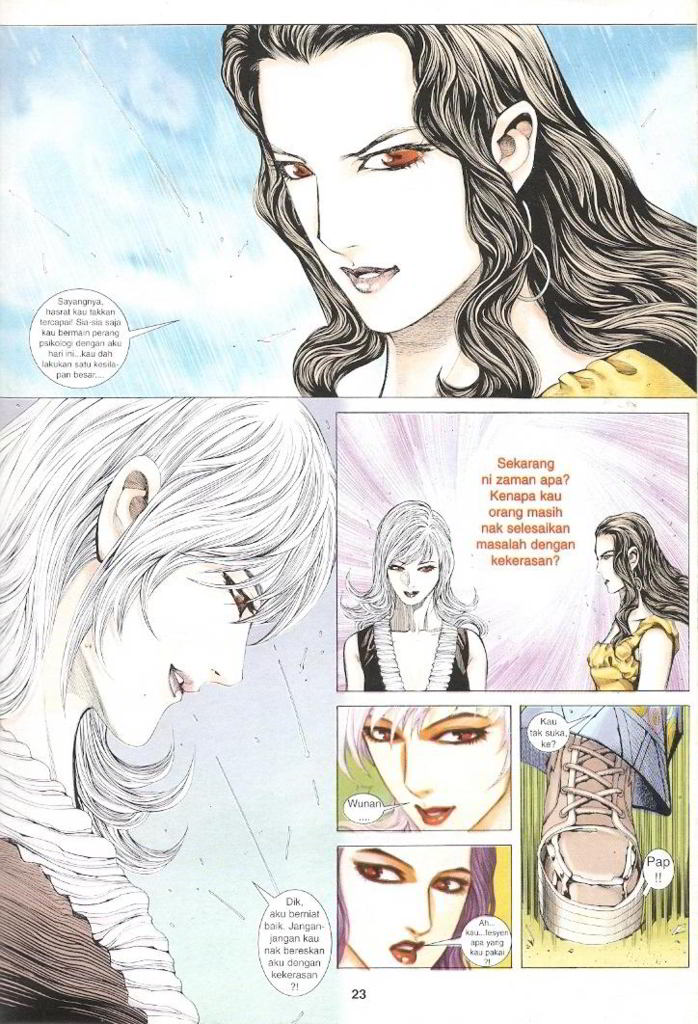 Sayangnya,
hasrat kau takkan
tercapai! Sia-sia saja
kau bermain perang
psikologi dengan aku
hari ini...kau dah
lakukan satu kesila-
pan besar....
Dik,
aku berniat
baik. Jangan-
jangan kau
nak bereskan
aku dengan
kekerasan
?!
Sekarang
ni zaman apa?
Kenapa kau
orang masih
nak selesaikan
masalah dengan
kekerasan?
Wunan
....
Kau
tak suka,
ke?
Pap
!!
Ah...
kau...fesyen
apa yang
kau pakai
?!
23